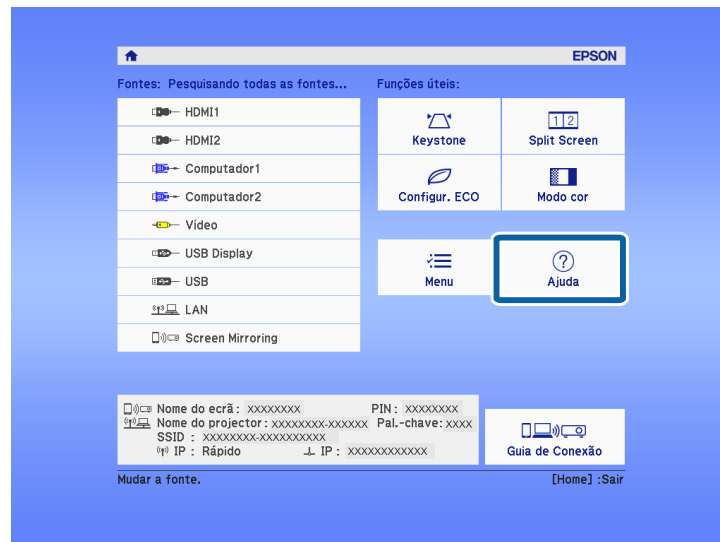 EPSON
Fontes: Pesquisando todas as fontes...
Funções úteis:
HDMI1
HDMI2
Computador1
Computador2
Vídeo
USB Display
USB
LAN
Screen Mirroring
Keystone
1 2
Split Screen
Configur. ECO
Modo cor
Menu
?
Ajuda
Nome do ecrã : XXXXXXXX PIN : XXXXXXXX
Nome do projector : XXXXXXXX-XXXXXX Pal.-chave: XXXX
SSID : XXXXXXXX-XXXXXXXXXX
IP : Rápido IP : XXXXXXXXXXXX
Guia de Conexão
Mudar a fonte.
[Home] :Sair